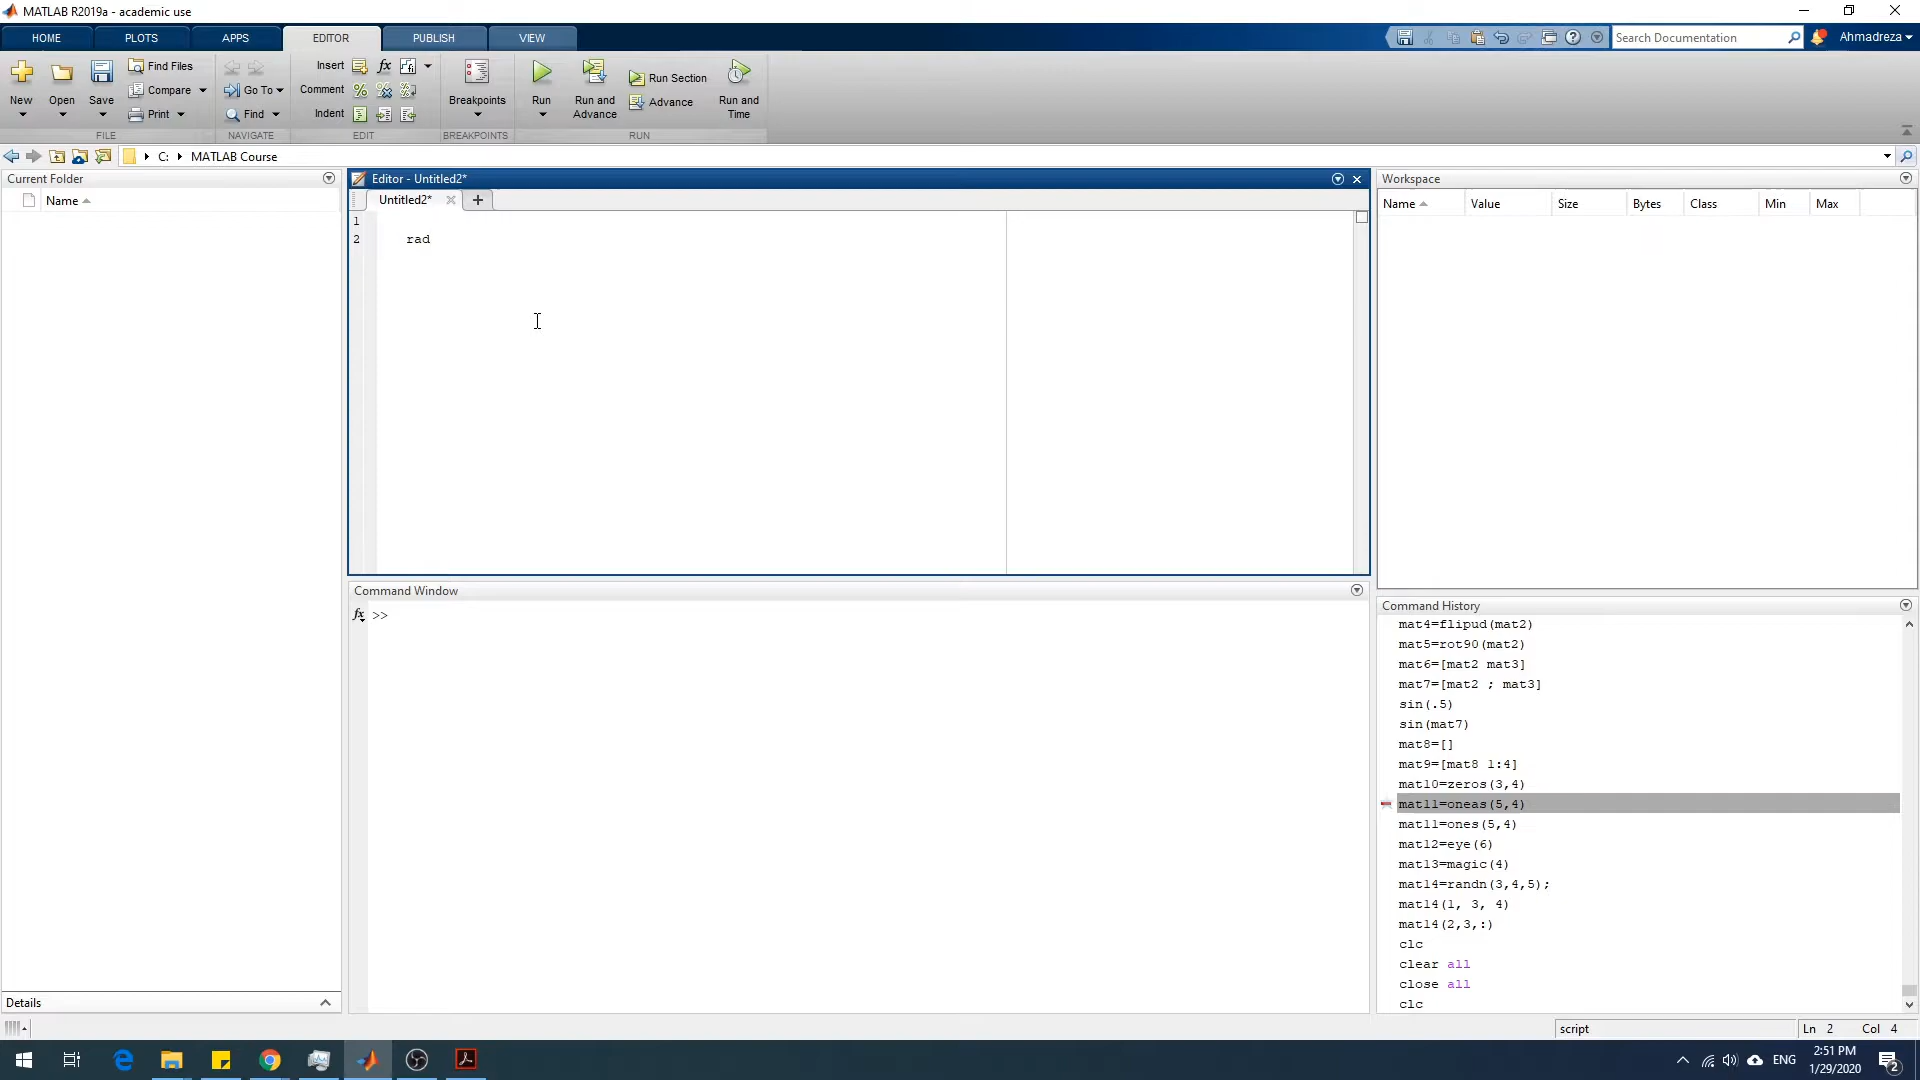 MATLAB R2019a - academic use
HOME PLOTS APPS EDITOR PUBLISH VIEW
Search Documentation
Ahmadreza
New Open Save
Find Files
Compare
Print
FILE
Go To
Find
NAVIGATE
Insert fx
Comment
Indent
EDIT
Breakpoints
BREAKPOINTS
Run
Run and Advance
Run Section
Advance
Run and Time
RUN
C: MATLAB Course
Current Folder
Name
Editor - Untitled2*
Untitled2*
1
2 rad
Workspace
Name Value Size Bytes Class Min Max
Command Window
fx >>
Command History
mat4=flipud(mat2)
mat5=rot90(mat2)
mat6=[mat2 mat3]
mat7=[mat2 ; mat3]
sin(.5)
sin(mat7)
mat8=[]
mat9=[mat8 1:4]
mat10=zeros(3,4)
mat11=oneas(5,4)
mat11=ones(5,4)
mat12=eye(6)
mat13=magic(4)
mat14=randn(3,4,5);
mat14(1, 3, 4)
mat14(2,3,:)
clc
clear all
close all
clc
Details
script
Ln 2 Col 4
ENG
2:51 PM
1/29/2020
2